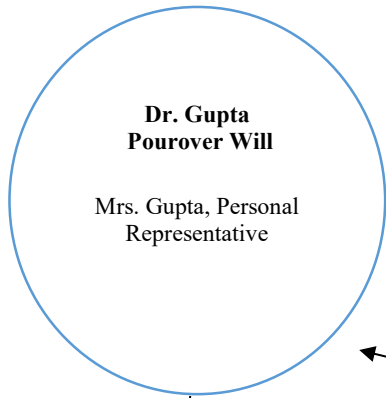 Dr. Gupta
Pourover Will
Mrs. Gupta, Personal
Representative